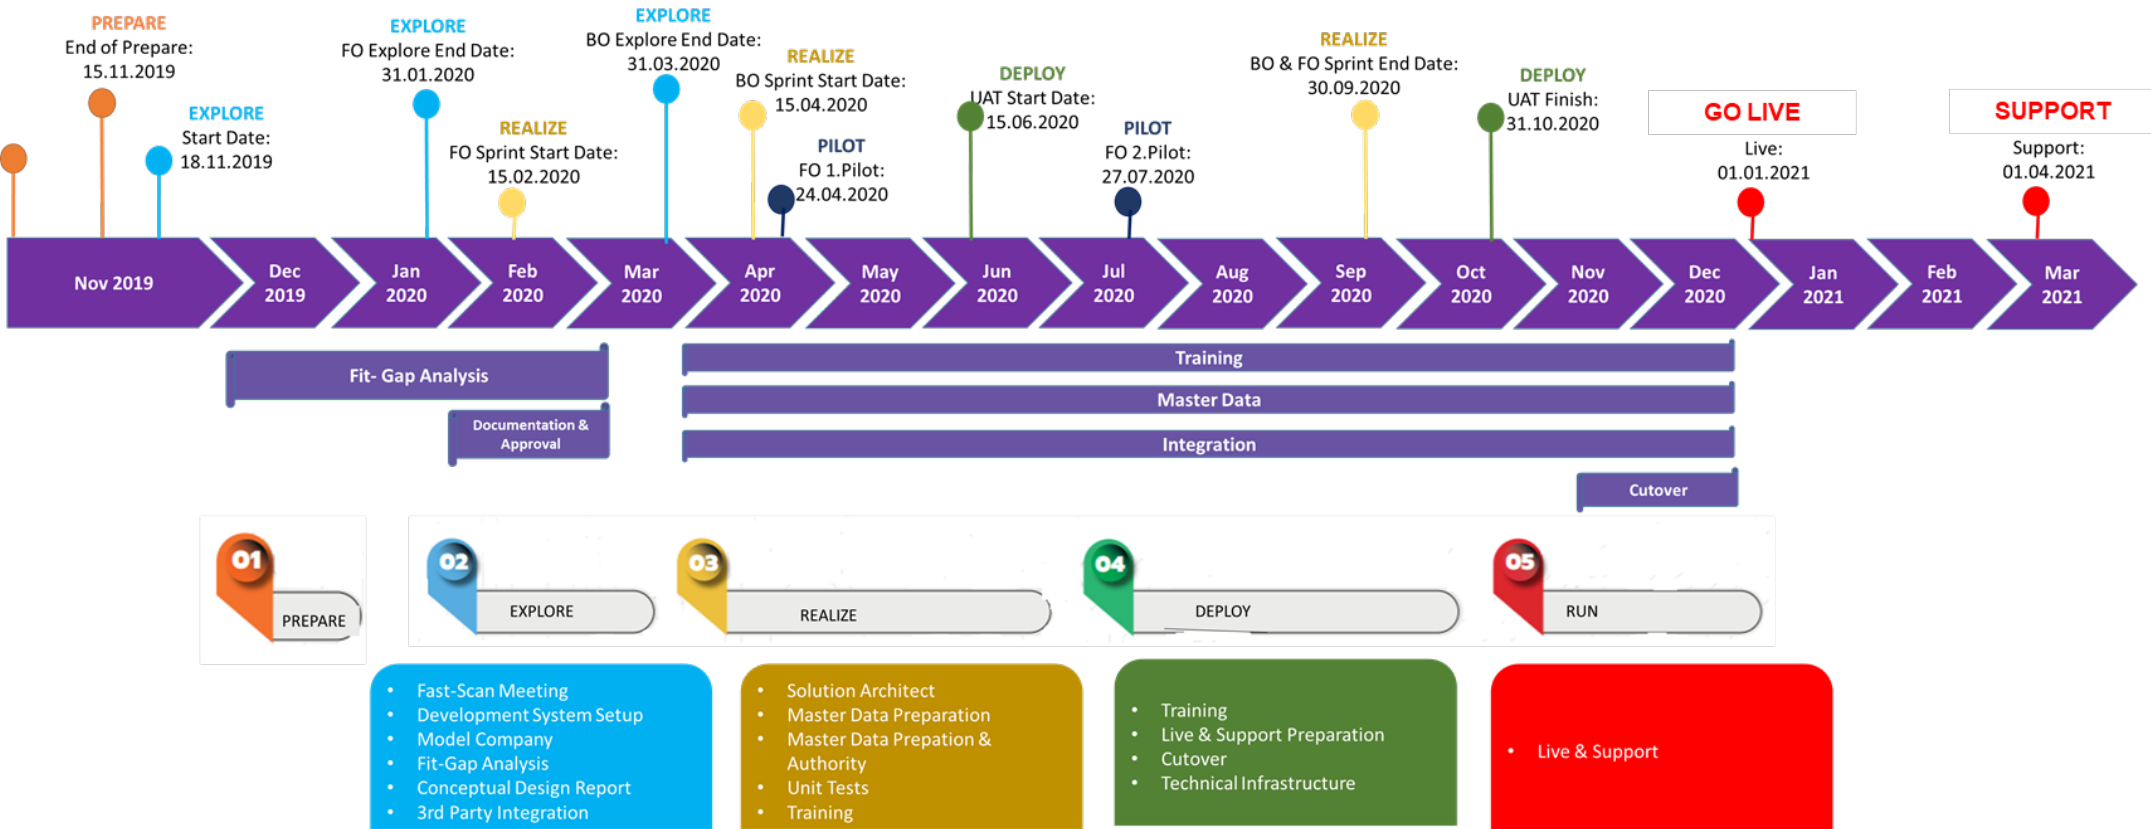 PREPARE
End of Prepare:
15.11.2019
EXPLORE
Start Date:
18.11.2019
EXPLORE
FO Explore End Date:
31.01.2020
REALIZE
FO Sprint Start Date:
15.02.2020
EXPLORE
BO Explore End Date:
31.03.2020
REALIZE
BO Sprint Start Date:
15.04.2020
PILOT
FO 1.Pilot:
24.04.2020
DEPLOY
UAT Start Date:
15.06.2020
PILOT
FO 2.Pilot:
27.07.2020
REALIZE
BO & FO Sprint End Date:
30.09.2020
DEPLOY
UAT Finish:
31.10.2020
GO LIVE
Live:
01.01.2021
SUPPORT
Support:
01.04.2021
Nov 2019
Dec
2019
Jan
2020
Feb
2020
Mar
2020
Apr
2020
May
2020
Jun
2020
Jul
2020
Aug
2020
Sep
2020
Oct
2020
Nov
2020
Dec
2020
Jan
2021
Feb
2021
Mar
2021
Fit- Gap Analysis
Documentation &
Approval
Training
Master Data
Integration
Cutover
01
PREPARE
02
EXPLORE
03
REALIZE
04
DEPLOY
05
RUN
• Fast-Scan Meeting
• Development System Setup
• Model Company
• Fit-Gap Analysis
• Conceptual Design Report
• 3rd Party Integration
• Solution Architect
• Master Data Preparation
• Master Data Prepation &
Authority
• Unit Tests
• Training
• Training
• Live & Support Preparation
• Cutover
• Technical Infrastructure
• Live & Support